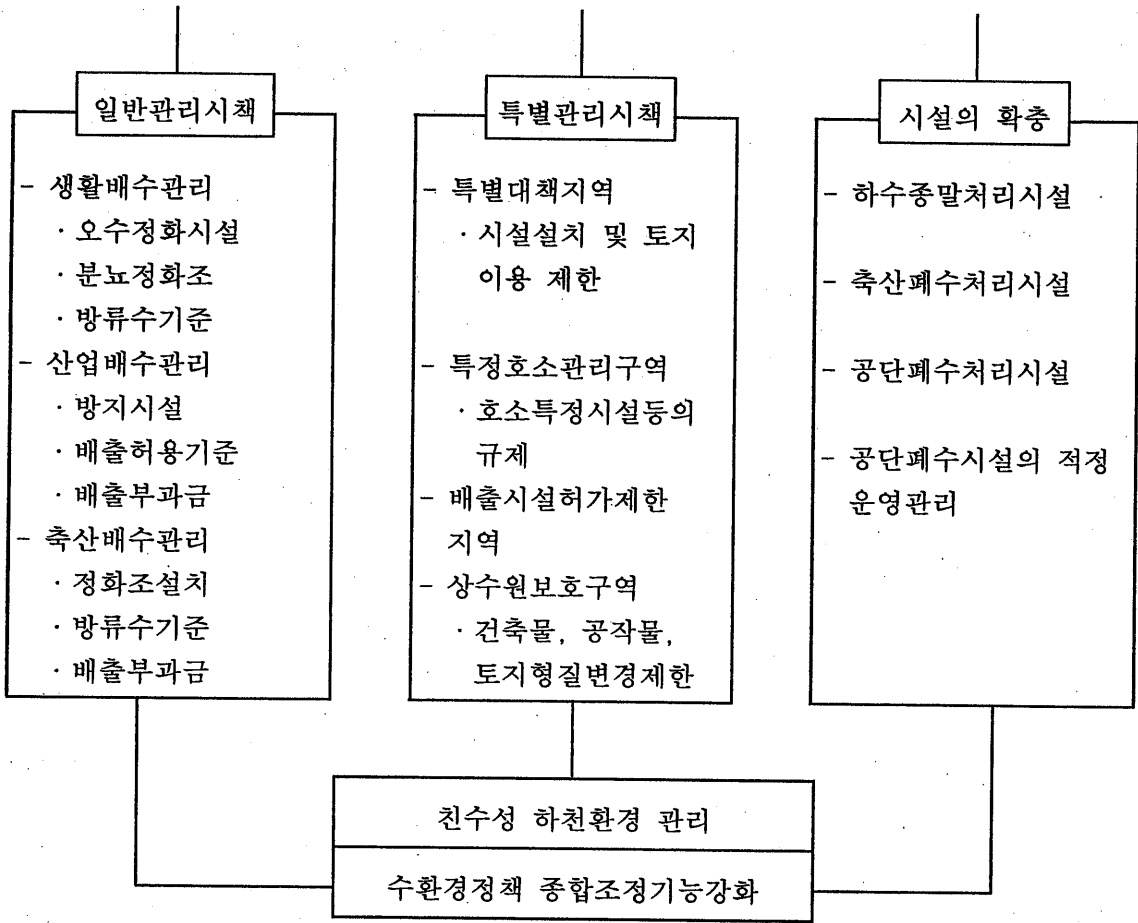 일반관리시책
- 생활배수관리
· 오수정화시설
· 분뇨정화조
· 방류수기준
- 산업배수관리
· 방지시설
· 배출허용기준
· 배출부과금
- 축산배수관리
· 정화조설치
· 방류수기준
· 배출부과금
특별관리시책
- 특별대책지역
· 시설설치 및 토지
이용 제한
- 특정호소관리구역
· 호소특정시설등의
규제
- 배출시설허가제한
지역
- 상수원보호구역
· 건축물, 공작물,
토지형질변경제한
시설의 확충
- 하수종말처리시설
- 축산폐수처리시설
- 공단폐수처리시설
- 공단폐수시설의 적정
운영관리
친수성 하천환경 관리
수환경정책 종합조정기능강화